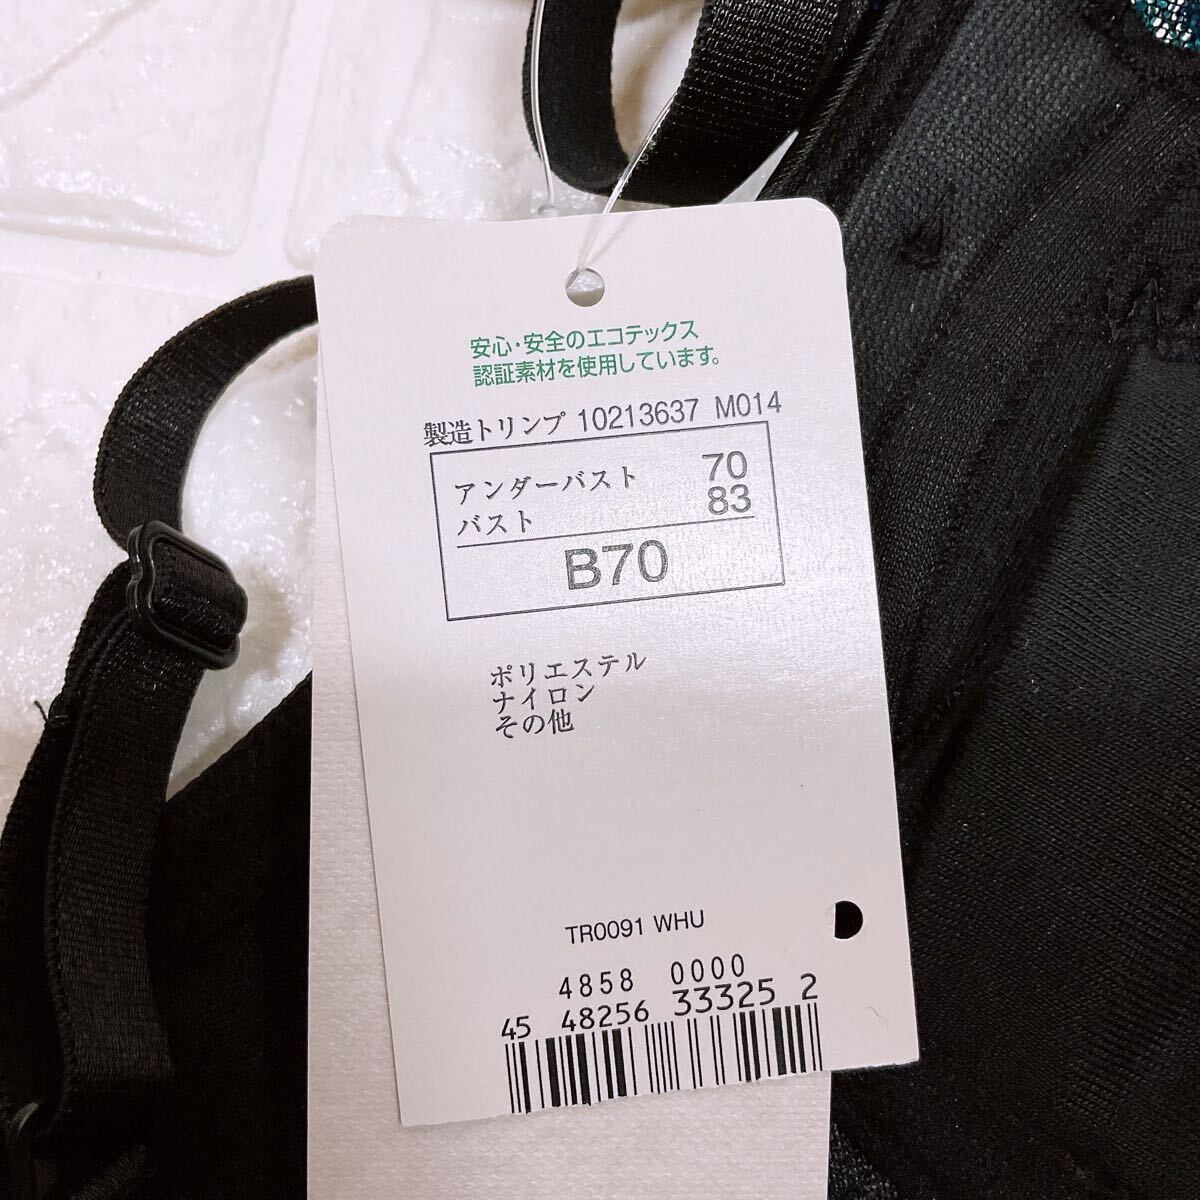 安心・安全のエコテックス
認証素材を使用しています。
製造トリンプ 10213637 M014
アンダーバスト 70
バスト 83
B70
ポリエステル
ナイロン
その他
TR0091 WHU
4858 0000
45 48256 33325 2